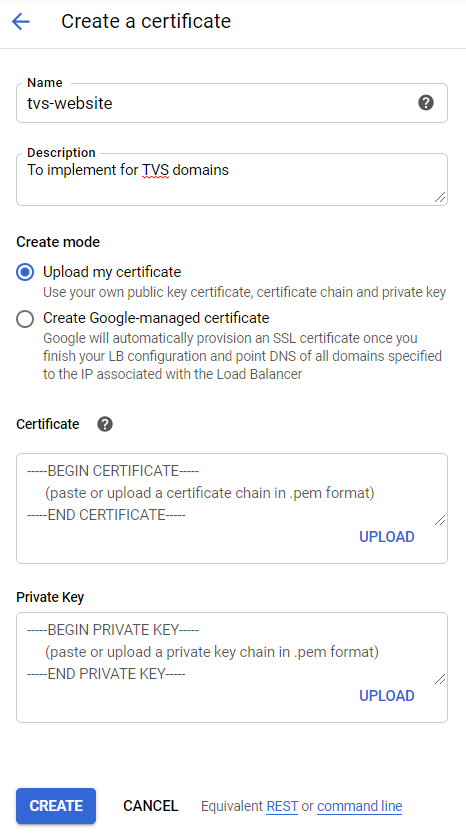 Create a certificate
Name
tvs-website
Description
To implement for TVS domains
Create mode
Upload my certificate
Use your own public key certificate, certificate chain and private key
Create Google-managed certificate
Google will automatically provision an SSL certificate once you
finish your LB configuration and point DNS of all domains specified
to the IP associated with the Load Balancer
Certificate
-----BEGIN CERTIFICATE-----
(paste or upload a certificate chain in .pem format)
-----END CERTIFICATE-----
UPLOAD
Private Key
-----BEGIN PRIVATE KEY-----
(paste or upload a private key chain in .pem format)
-----END PRIVATE KEY-----
UPLOAD
CREATE CANCEL Equivalent REST or command line